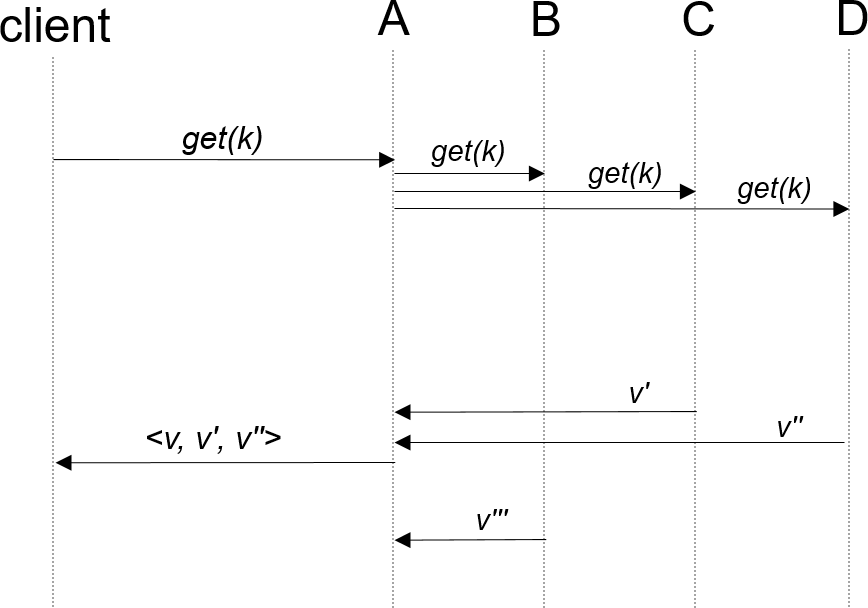 client A B C D
get(k)
get(k)
get(k)
get(k)
v'
v''
<v, v', v''>
v'''